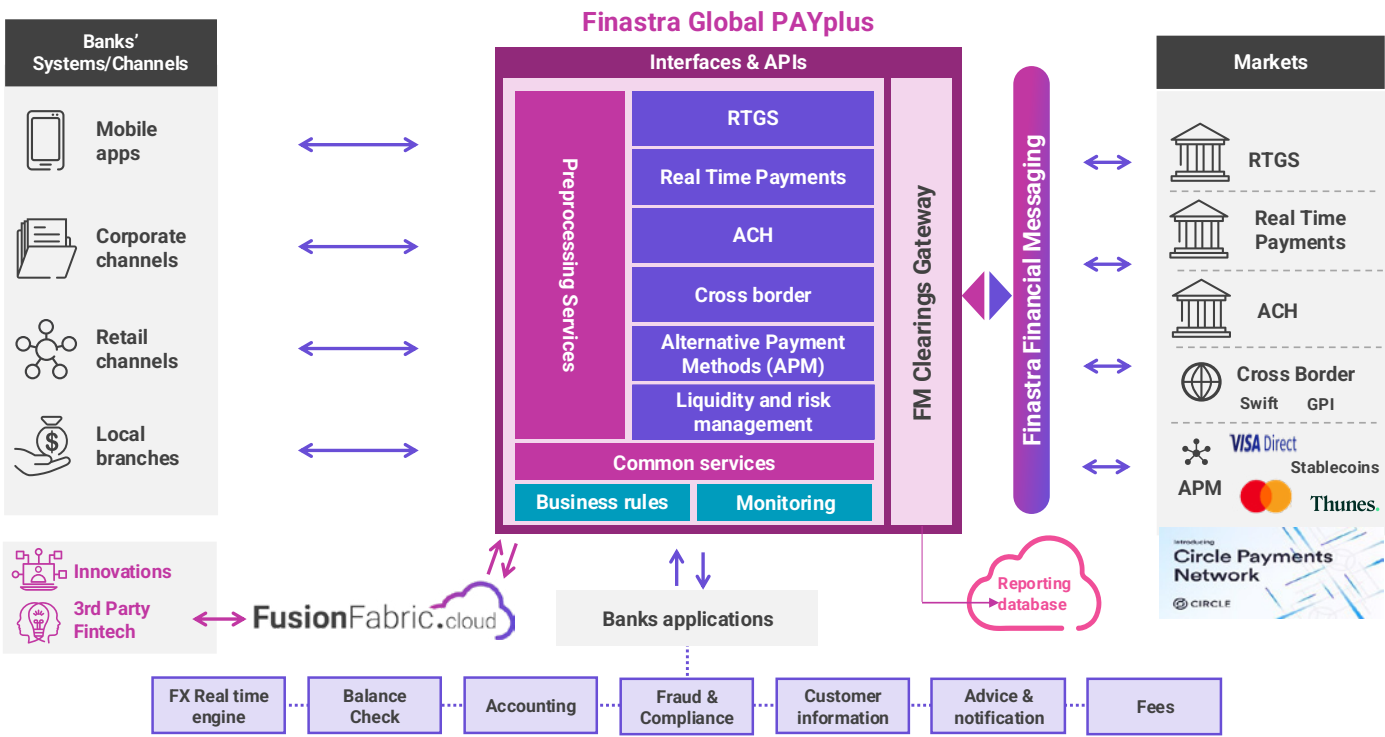 Finastra Global PAYplus
Banks’
Systems/Channels
Mobile
apps
Corporate
channels
Retail
channels
Local
branches
$
Innovations
3rd Party
Fintech
FusionFabric.cloud
Interfaces & APIs
Preprocessing Services
RTGS
Real Time Payments
ACH
Cross border
Alternative Payment
Methods (APM)
Liquidity and risk
management
Common services
Business rules
Monitoring
FM Clearings Gateway
Finastra Financial Messaging
Reporting
database
Banks applications
Markets
RTGS
Real Time
Payments
ACH
Cross Border
Swift GPI
VISA Direct
Stablecoins
APM
Thunes.
Introducing
Circle Payments
Network
CIRCLE
FX Real time
engine
Balance
Check
Accounting
Fraud &
Compliance
Customer
information
Advice &
notification
Fees